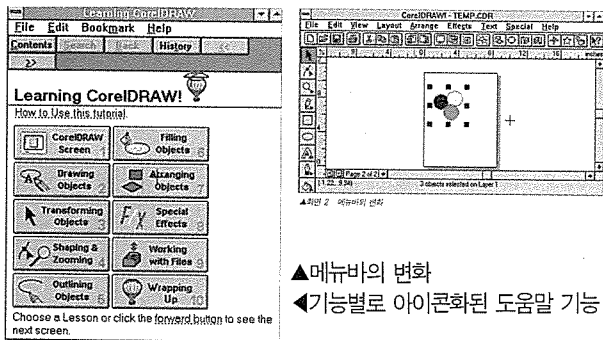 Learning CorelDRAW
File Edit Bookmark Help
Contents Search Back History <<
>>
Learning CorelDRAW!
How to Use this tutorial.
CorelDRAW Screen 1
Filling Objects 6
Drawing Objects 2
Arranging Objects 7
Transforming Objects 3
Special Effects 8
Shaping & Zooming 4
Working with Files 9
Outlining Objects 5
Wrapping Up 10
Choose a Lesson or click the forward button to see the
next screen.
CorelDRAW! - TEMP.CDR
File Edit View Layout Arrange Effects Text Special Help
inches
Page 2 of 2
3 objects selected on Layer 1
▲화면 2 메뉴바의 변화
▲메뉴바의 변화
◀기능별로 아이콘화된 도움말 기능